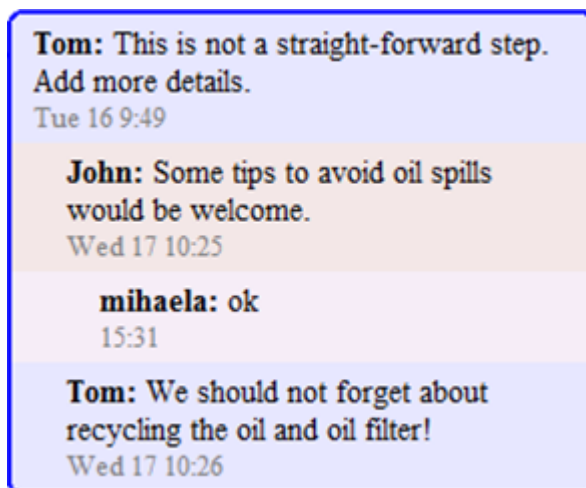 Tom: This is not a straight-forward step.
Add more details.
Tue 16 9:49
John: Some tips to avoid oil spills
would be welcome.
Wed 17 10:25
mihaela: ok
15:31
Tom: We should not forget about
recycling the oil and oil filter!
Wed 17 10:26